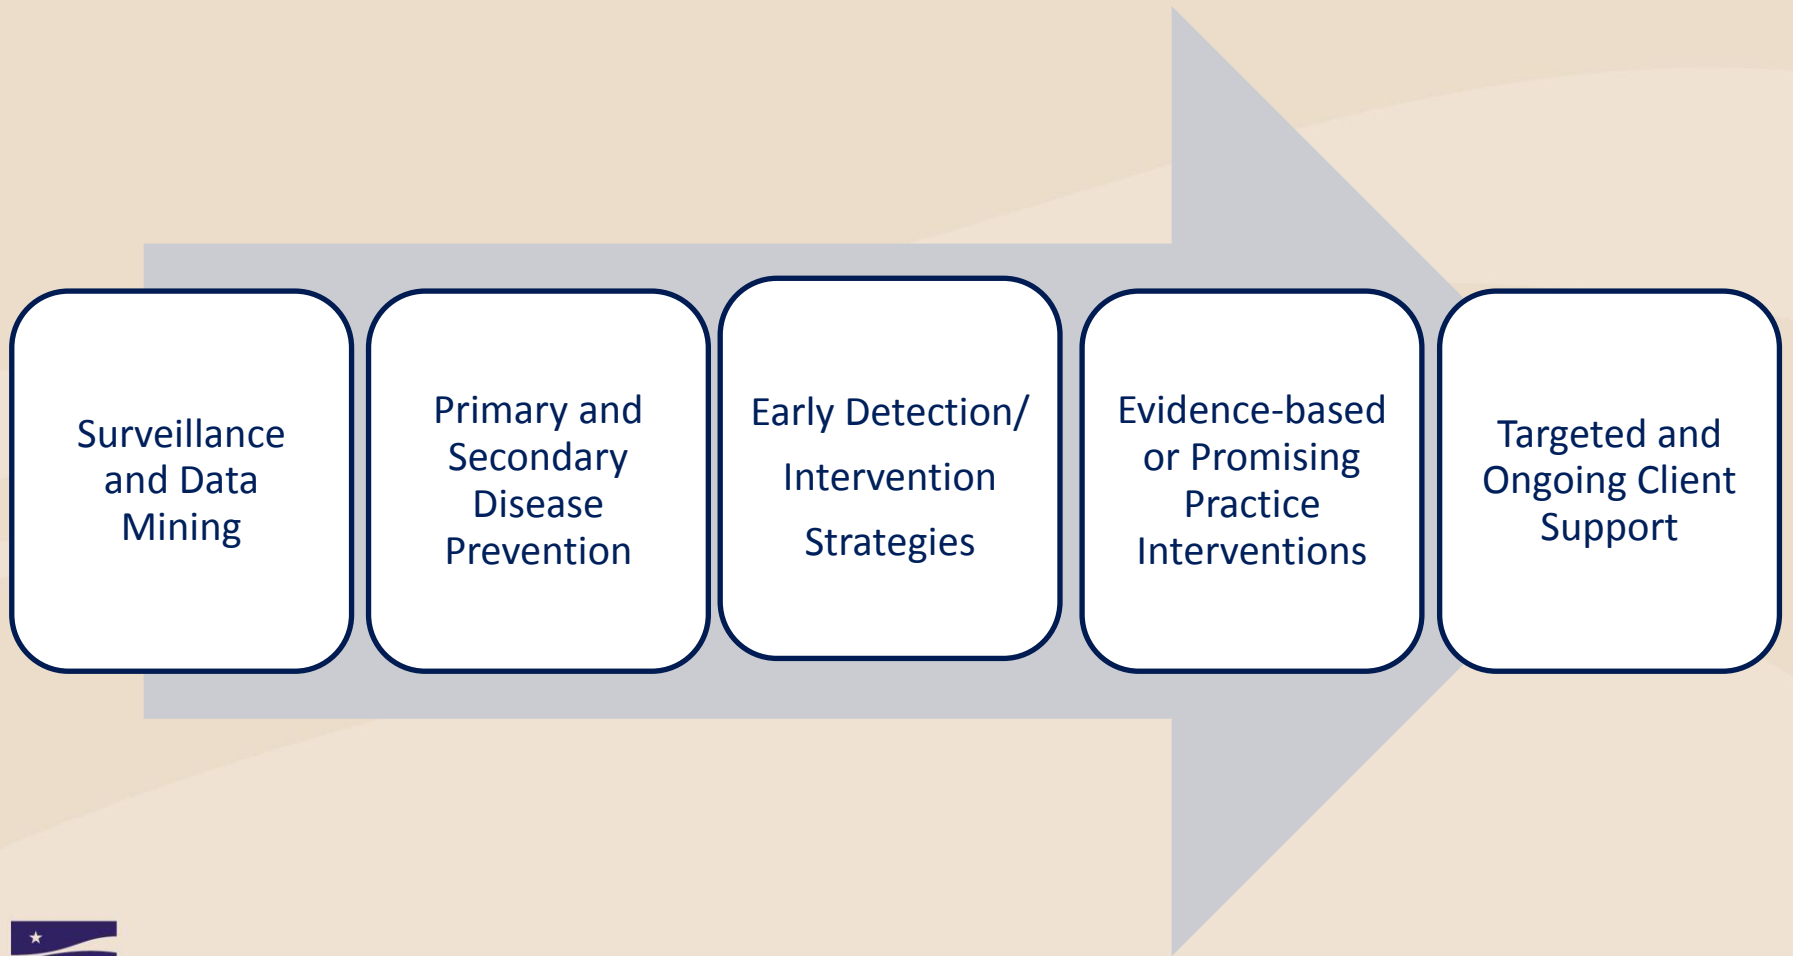 Surveillance
and Data
Mining
Primary and
Secondary
Disease
Prevention
Early Detection/
Intervention
Strategies
Evidence-based
or Promising
Practice
Interventions
Targeted and
Ongoing Client
Support